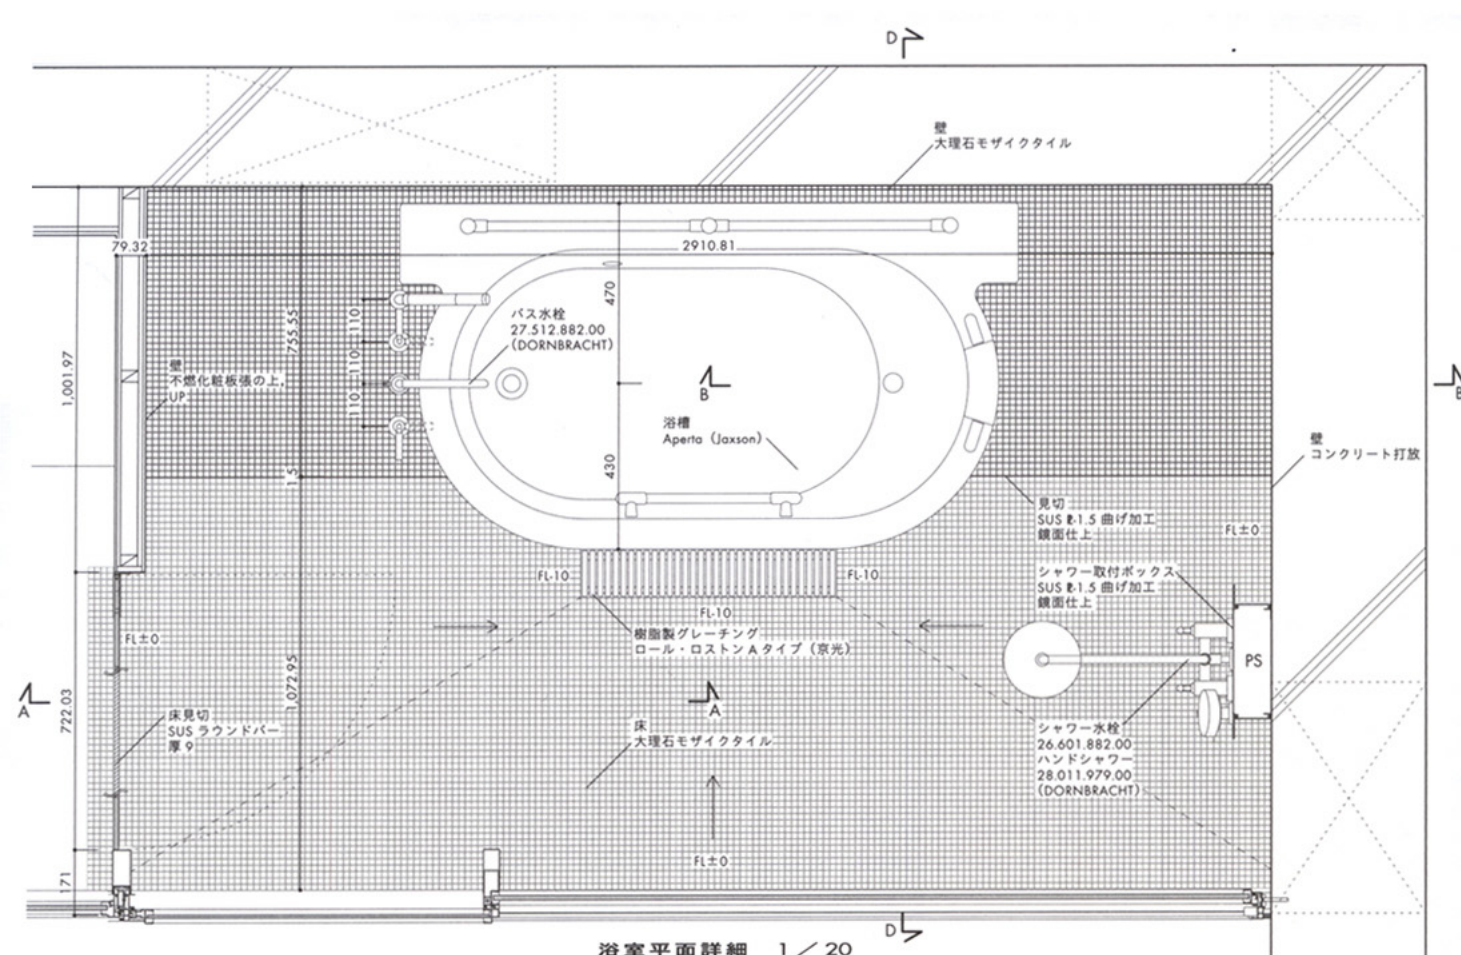 D
壁
大理石モザイクタイル
79.32
2910.81
470
バス水栓
27.512.882.00
(DORNBRACHT)
755.55
110
110
110
1,001.97
壁
不燃化粧板張の上,
UP
B
B
浴槽
Aperta (Jaxson)
430
1.5
壁
コンクリート打放
見切
SUS t-1.5 曲げ加工
鏡面仕上
FL±0
FL-10
FL-10
シャワー取付ボックス
SUS t-1.5 曲げ加工
鏡面仕上
FL-10
樹脂製グレーチング
ロール・ロストン A タイプ (京光)
FL±0
PS
1,072.95
722.03
A
A
床見切
SUS ラウンドバー
厚 9
床
大理石モザイクタイル
シャワー水栓
26.601.882.00
ハンドシャワー
28.011.979.00
(DORNBRACHT)
FL±0
171
D
浴室平面詳細 1／20